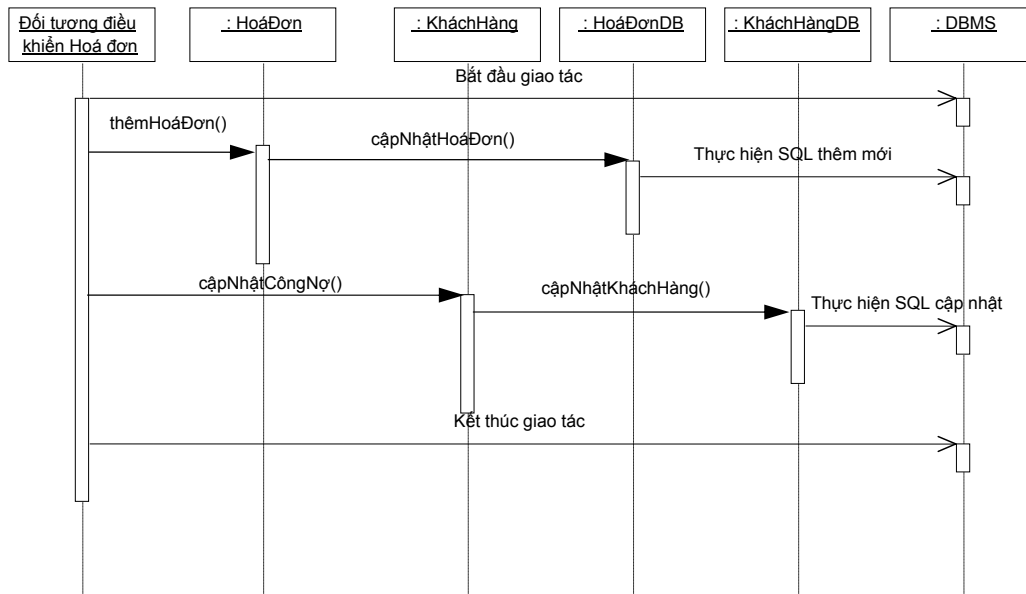 Đối tương điều
khiển Hoá đơn
: HoáĐơn
: KháchHàng
: HoáĐơnDB
: KháchHàngDB
: DBMS
Bắt đầu giao tác
thêmHoáĐơn()
cậpNhậtHoáĐơn()
Thực hiện SQL thêm mới
cậpNhậtCôngNợ()
cậpNhậtKháchHàng()
Thực hiện SQL cập nhật
Kết thúc giao tác